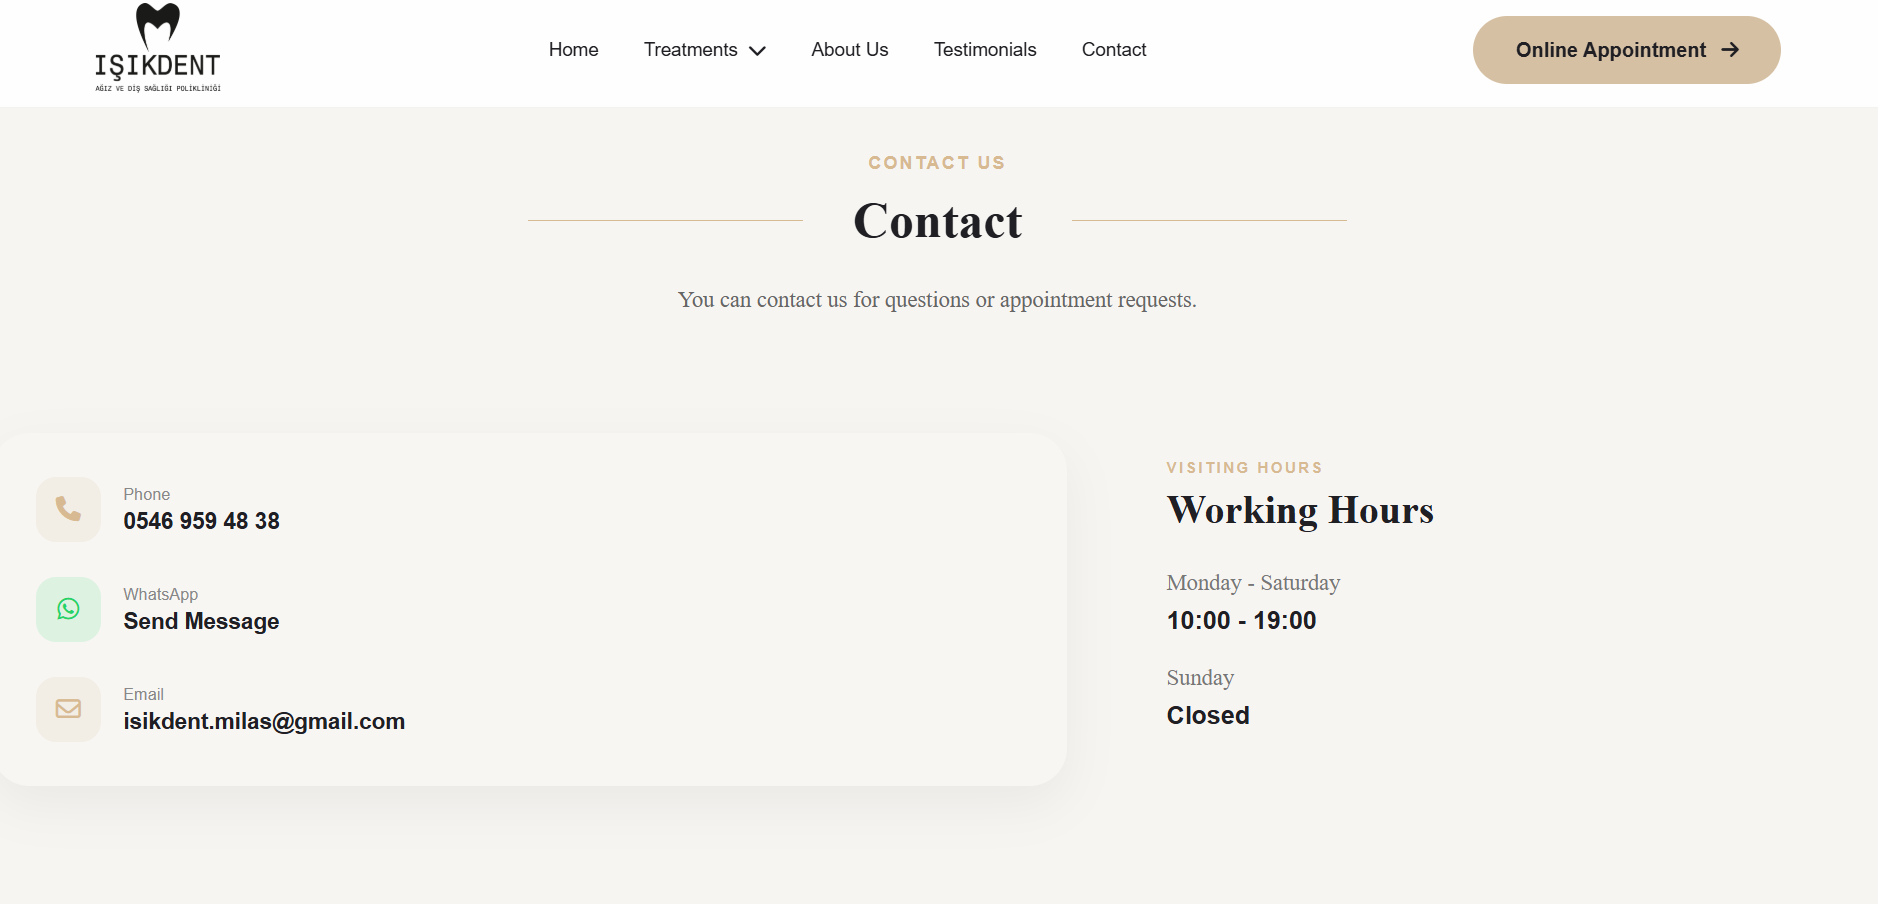 IŞIKDENT
AĞIZ VE DİŞ SAĞLIĞI POLİKLİNİĞİ
Home
Treatments
About Us
Testimonials
Contact
Online Appointment
CONTACT US
Contact
You can contact us for questions or appointment requests.
Phone
0546 959 48 38
WhatsApp
Send Message
Email
isikdent.milas@gmail.com
VISITING HOURS
Working Hours
Monday - Saturday
10:00 - 19:00
Sunday
Closed